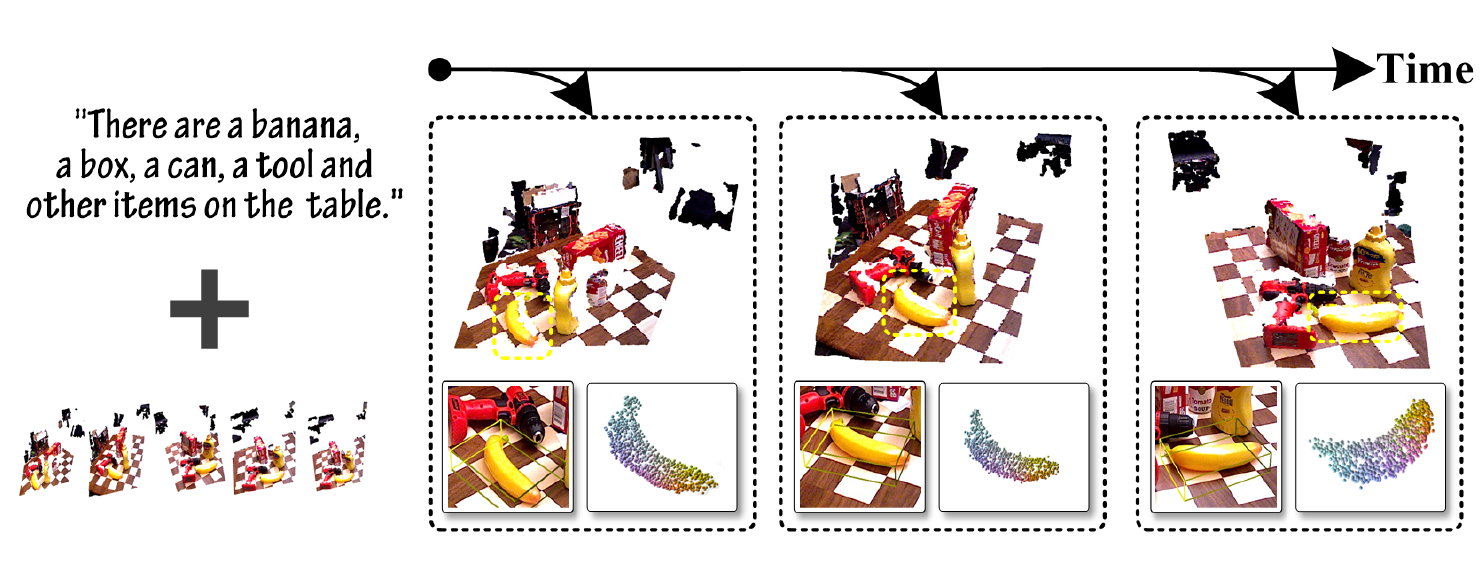 "There are a banana,
a box, a can, a tool and
other items on the table."
Time